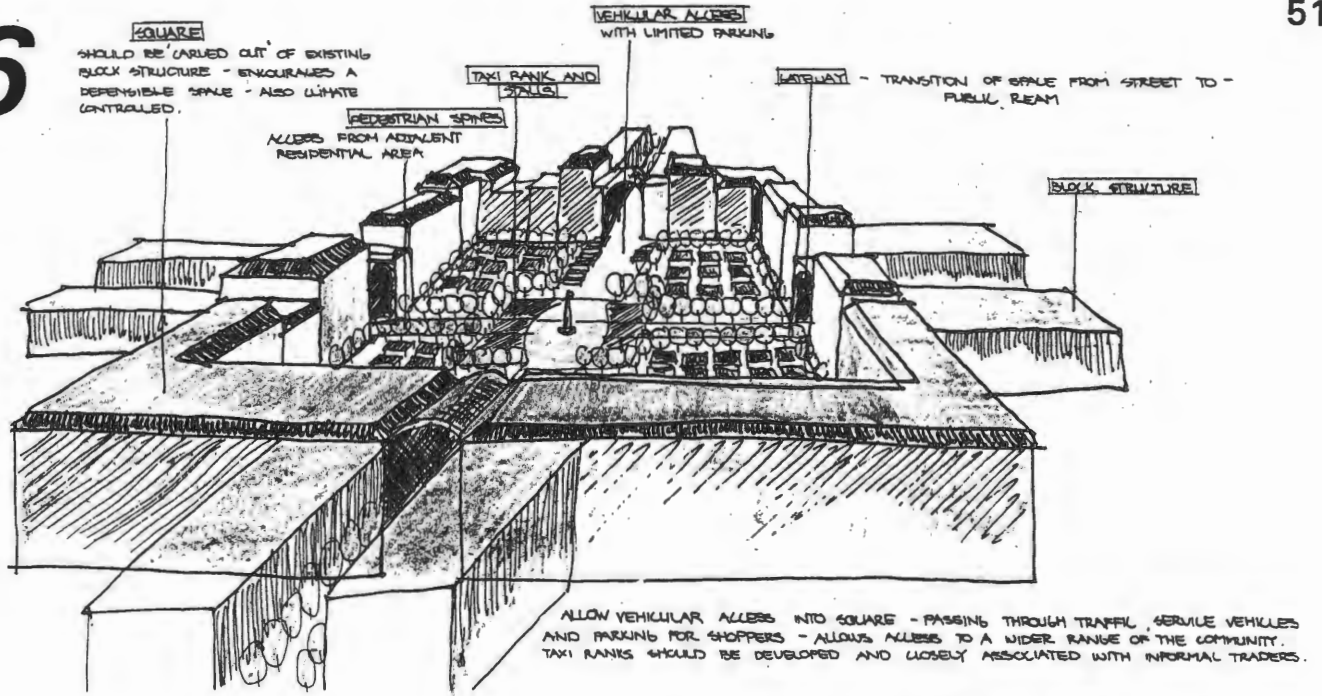 6
51
SQUARE
SHOULD BE 'CARVED OUT' OF EXISTING
BLOCK STRUCTURE - ENCOURAGES A
DEFENSIBLE SPACE - ALSO CLIMATE
CONTROLLED.
PEDESTRIAN SPINES
ACCESS FROM ADJACENT
RESIDENTIAL AREA
TAXI RANK AND
STALLS
VEHICULAR ACCESS
WITH LIMITED PARKING
GATEWAY - TRANSITION OF SPACE FROM STREET TO -
PUBLIC REAM
BLOCK STRUCTURE
ALLOW VEHICULAR ACCESS INTO SQUARE - PASSING THROUGH TRAFFIC, SERVICE VEHICLES
AND PARKING FOR SHOPPERS - ALLOWS ACCESS TO A WIDER RANGE OF THE COMMUNITY.
TAXI RANKS SHOULD BE DEVELOPED AND CLOSELY ASSOCIATED WITH INFORMAL TRADERS.